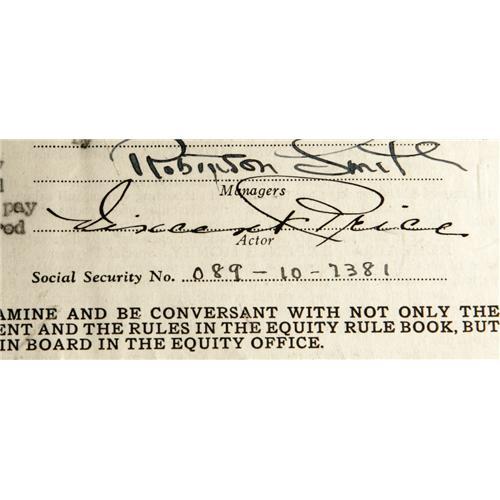 by
Robinson Smith
Managers
pay
Vincent Price
Actor
Social Security No. 089-10-7381
AMINE AND BE CONVERSANT WITH NOT ONLY THE
ENT AND THE RULES IN THE EQUITY RULE BOOK, BUT
IN BOARD IN THE EQUITY OFFICE.